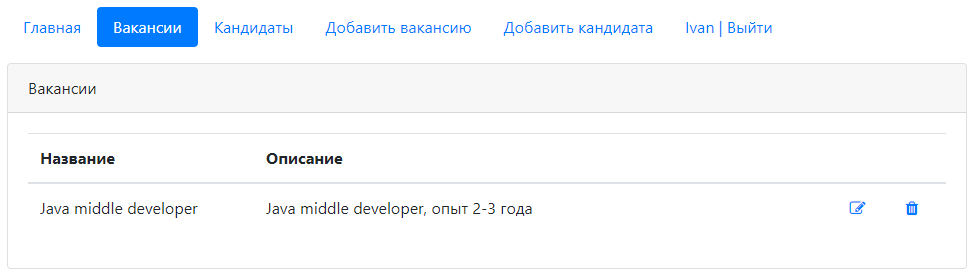 Главная Вакансии Кандидаты Добавить вакансию Добавить кандидата Ivan | Выйти
Вакансии
Название Описание
Java middle developer Java middle developer, опыт 2-3 года